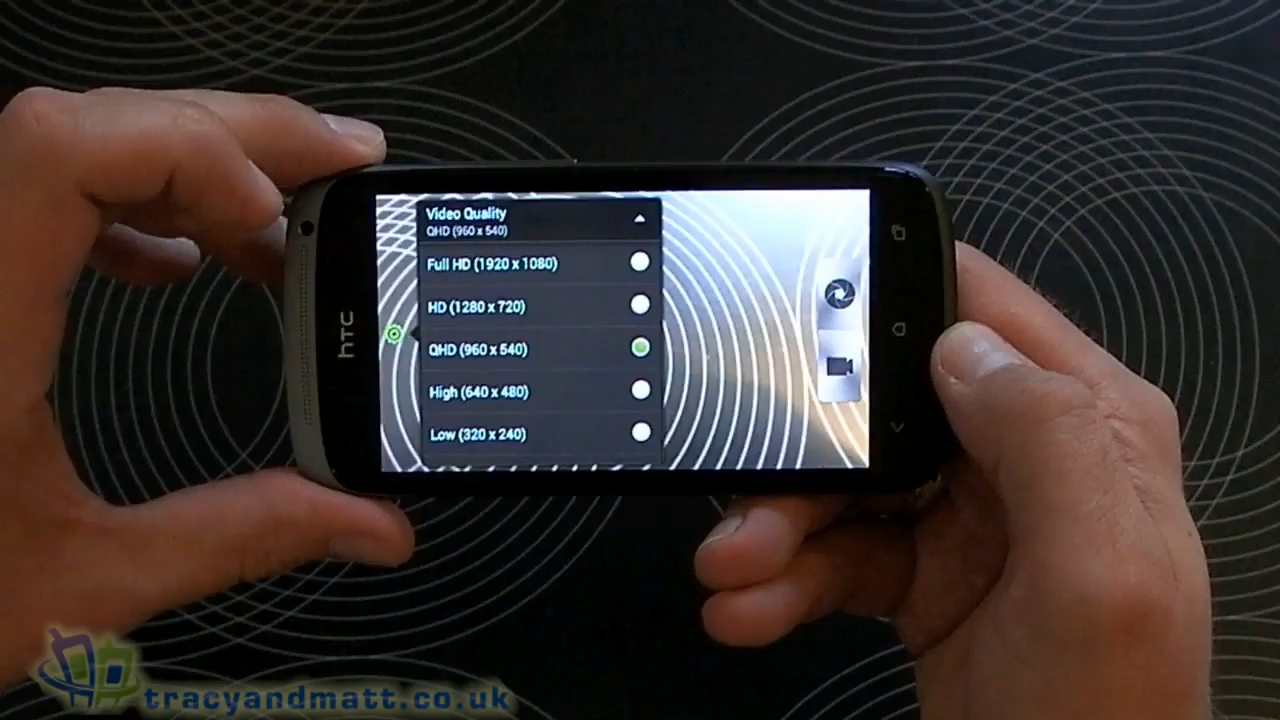 Video Quality
QHD (960 x 540)
Full HD (1920 x 1080)
HD (1280 x 720)
QHD (960 x 540)
High (640 x 480)
Low (320 x 240)
hTC
tracyandmatt.co.uk